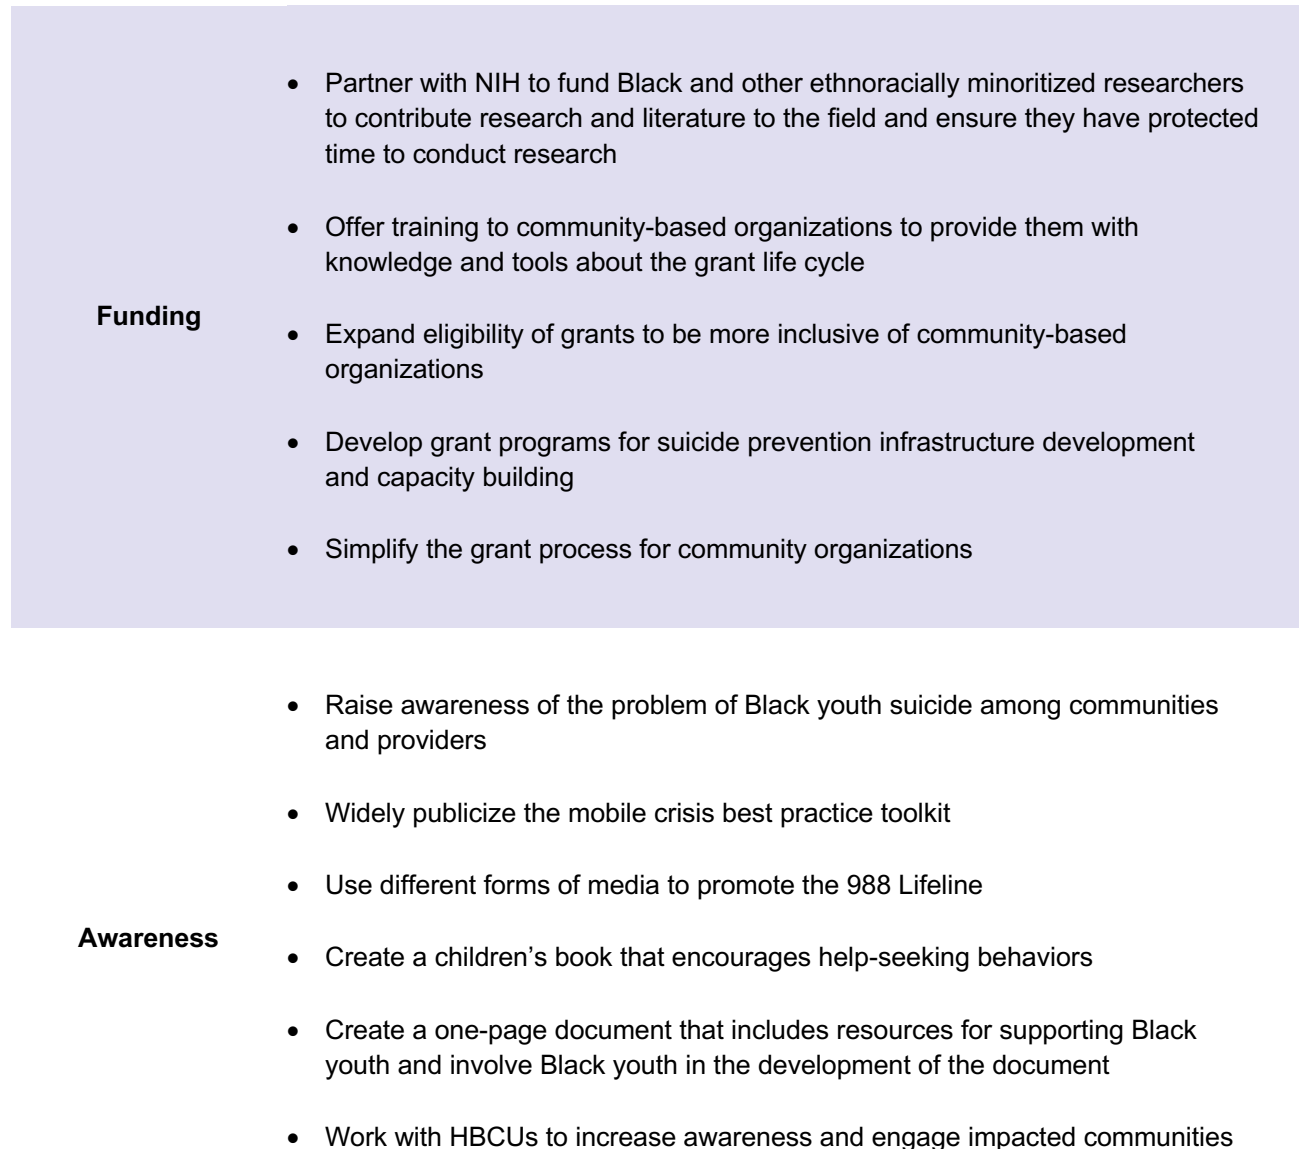 • Partner with NIH to fund Black and other ethnoracially minoritized researchers
to contribute research and literature to the field and ensure they have protected
time to conduct research
• Offer training to community-based organizations to provide them with
knowledge and tools about the grant life cycle
Funding
• Expand eligibility of grants to be more inclusive of community-based
organizations
• Develop grant programs for suicide prevention infrastructure development
and capacity building
• Simplify the grant process for community organizations
• Raise awareness of the problem of Black youth suicide among communities
and providers
• Widely publicize the mobile crisis best practice toolkit
• Use different forms of media to promote the 988 Lifeline
Awareness
• Create a children’s book that encourages help-seeking behaviors
• Create a one-page document that includes resources for supporting Black
youth and involve Black youth in the development of the document
• Work with HBCUs to increase awareness and engage impacted communities